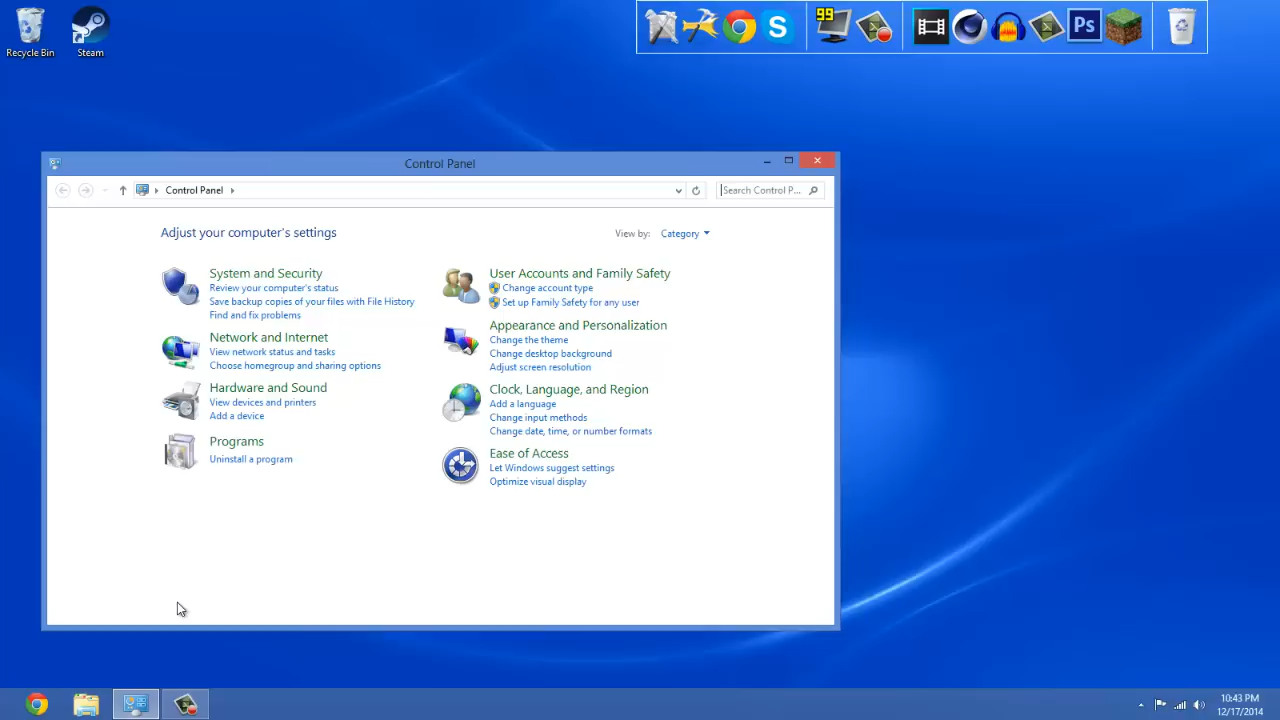 Recycle Bin
Steam
S
99
Ps
Control Panel
Control Panel
Search Control P...
Adjust your computer's settings
View by: Category
System and Security
Review your computer's status
Save backup copies of your files with File History
Find and fix problems
Network and Internet
View network status and tasks
Choose homegroup and sharing options
Hardware and Sound
View devices and printers
Add a device
Programs
Uninstall a program
User Accounts and Family Safety
Change account type
Set up Family Safety for any user
Appearance and Personalization
Change the theme
Change desktop background
Adjust screen resolution
Clock, Language, and Region
Add a language
Change input methods
Change date, time, or number formats
Ease of Access
Let Windows suggest settings
Optimize visual display
10:43 PM
12/17/2014